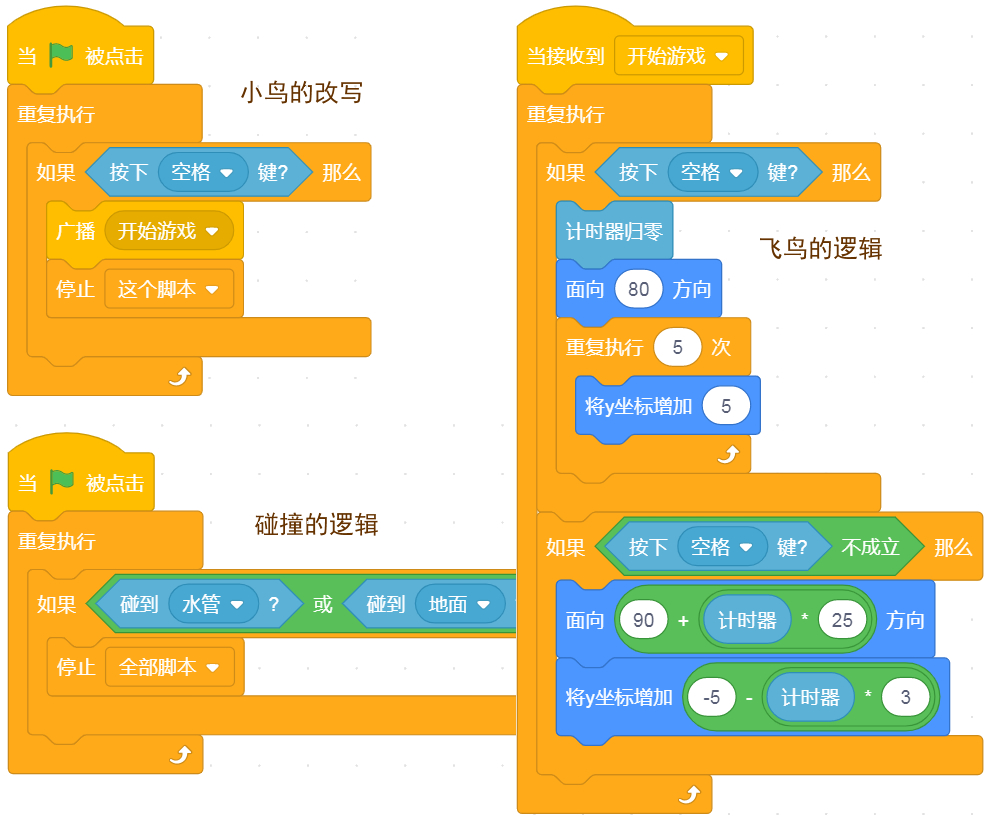 当 被点击
小鸟的改写
重复执行
如果 按下 空格 键? 那么
广播 开始游戏
停止 这个脚本
当 被点击
碰撞的逻辑
重复执行
如果 碰到 水管 ? 或 碰到 地面
停止 全部脚本
当接收到 开始游戏
重复执行
如果 按下 空格 键? 那么
计时器归零
飞鸟的逻辑
面向 80 方向
重复执行 5 次
将y坐标增加 5
如果 按下 空格 键? 不成立 那么
面向 90 + 计时器 * 25 方向
将y坐标增加 -5 - 计时器 * 3